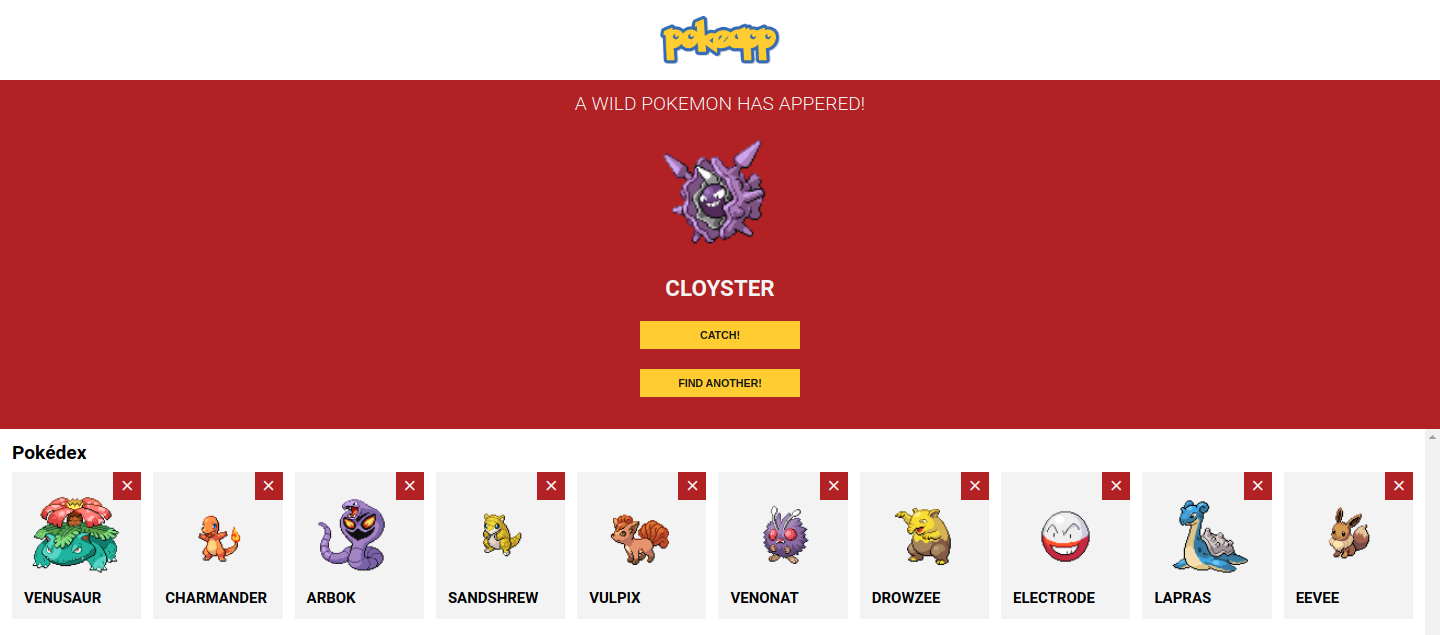 pokeapp
A WILD POKEMON HAS APPERED!
CLOYSTER
CATCH!
FIND ANOTHER!
Pokédex
VENUSAUR CHARMANDER ARBOK SANDSHREW VULPIX VENONAT DROWZEE ELECTRODE LAPRAS EEVEE